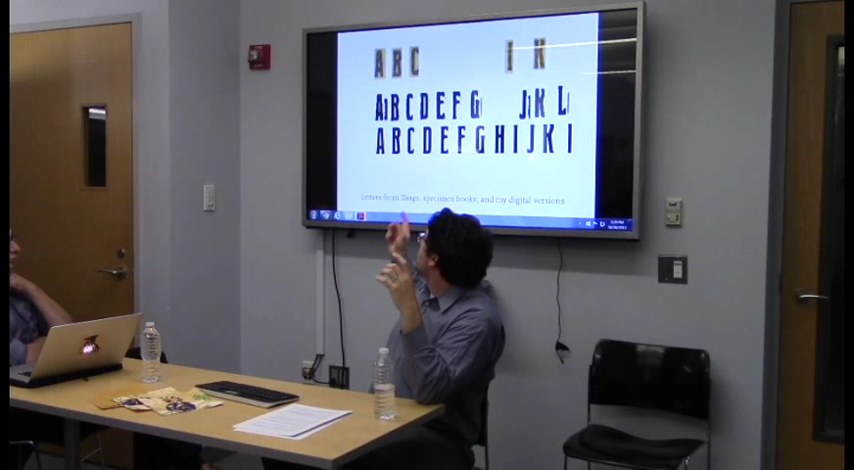 A B C I K
A B C D E F G J K L
A B C D E F G H I J K I
Letters from Tango, specimen books, and my digital versions